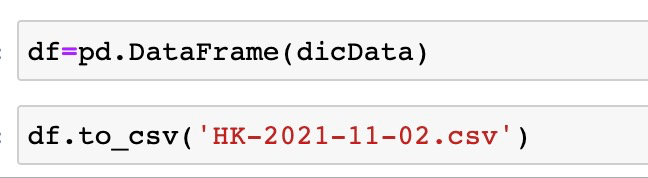 df=pd.DataFrame(dicData)
df.to_csv('HK-2021-11-02.csv')